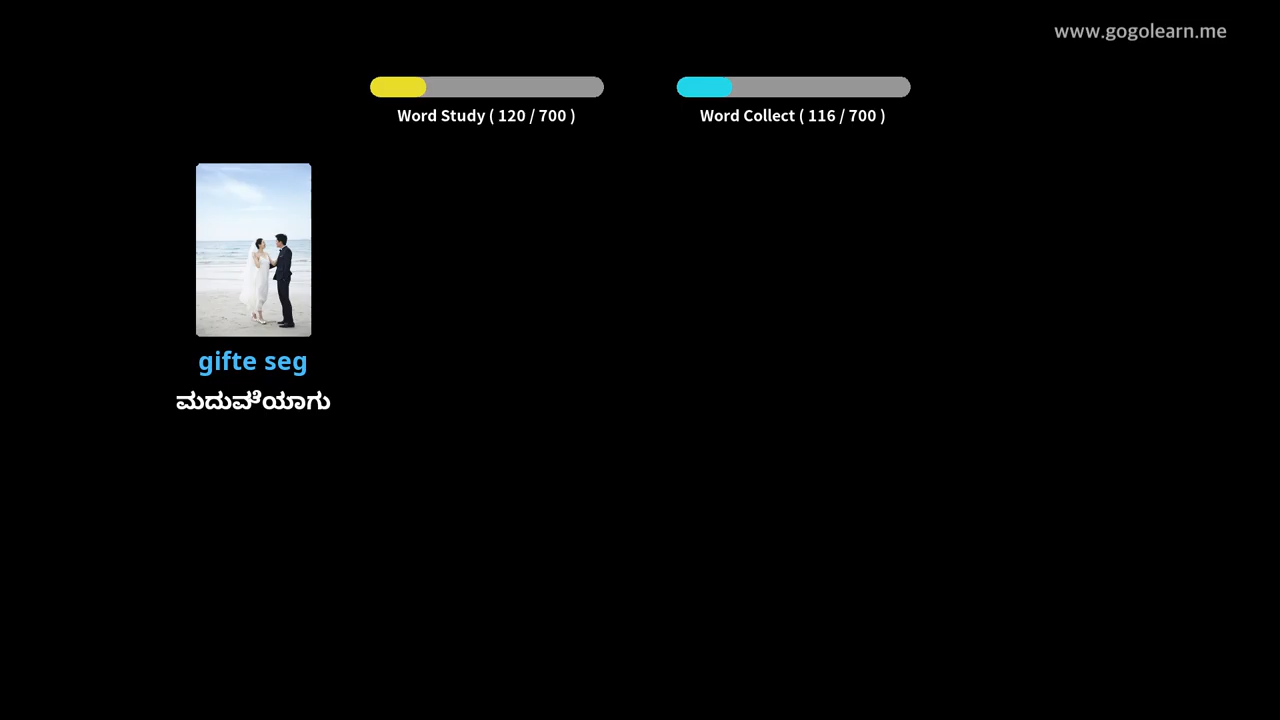 www.gogolearn.me
Word Study ( 120 / 700 )
Word Collect ( 116 / 700 )
gifte seg
ಮದುವೆಯಾಗು